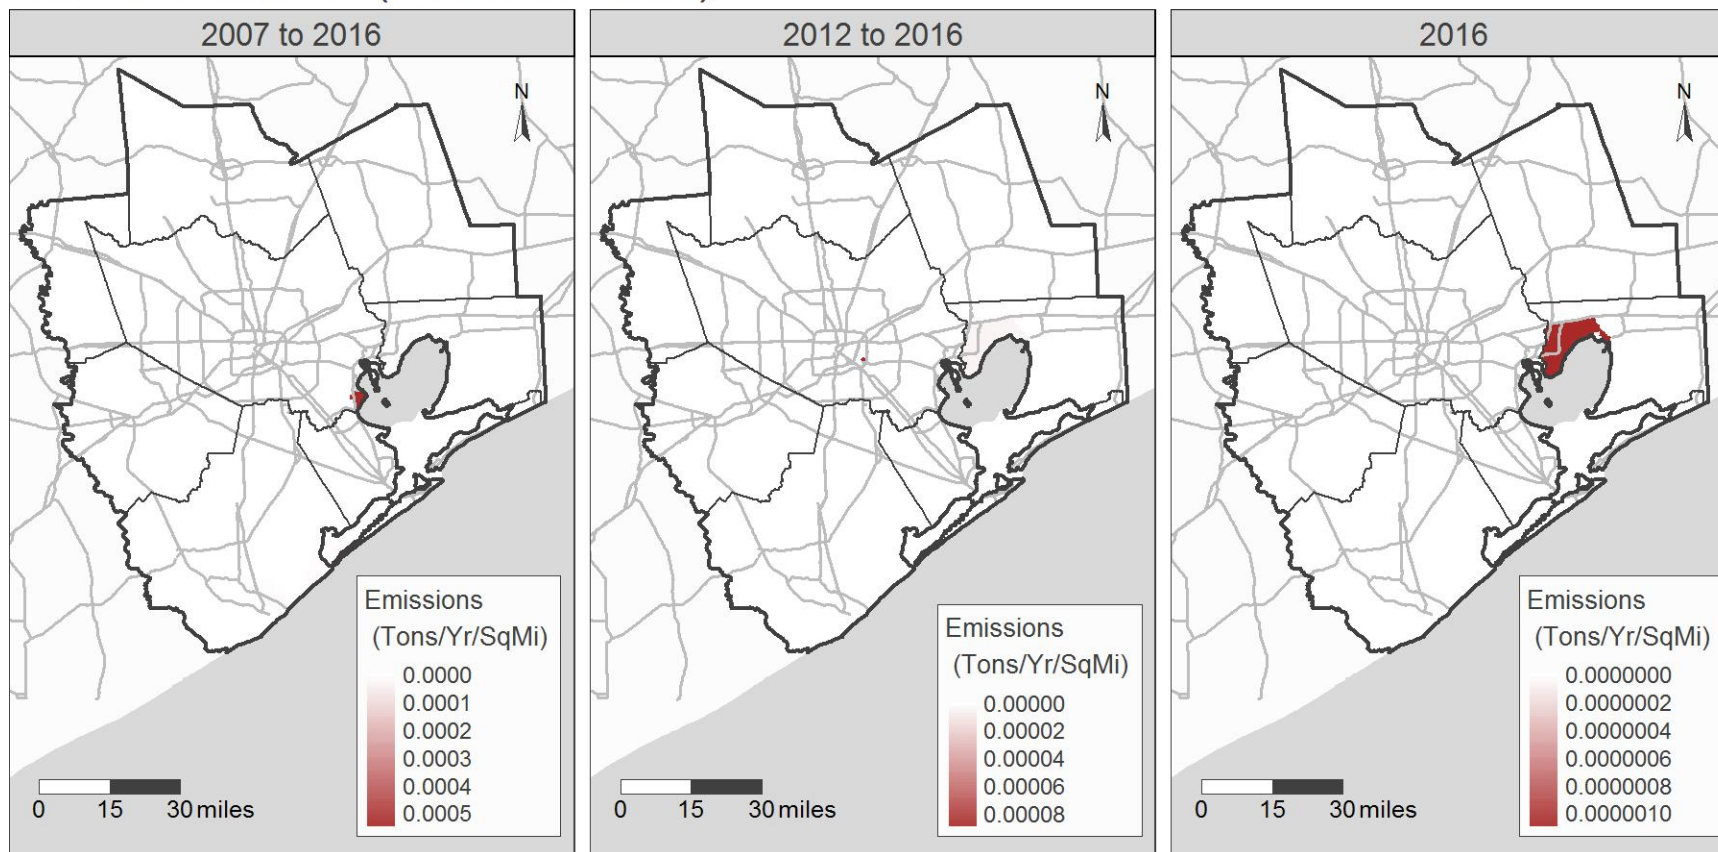 2007 to 2016
N
Emissions
(Tons/Yr/SqMi)
0.0000
0.0001
0.0002
0.0003
0.0004
0.0005
0 15 30 miles
2012 to 2016
N
Emissions
(Tons/Yr/SqMi)
0.00000
0.00002
0.00004
0.00006
0.00008
0 15 30 miles
2016
N
Emissions
(Tons/Yr/SqMi)
0.0000000
0.0000002
0.0000004
0.0000006
0.0000008
0.0000010
0 15 30 miles